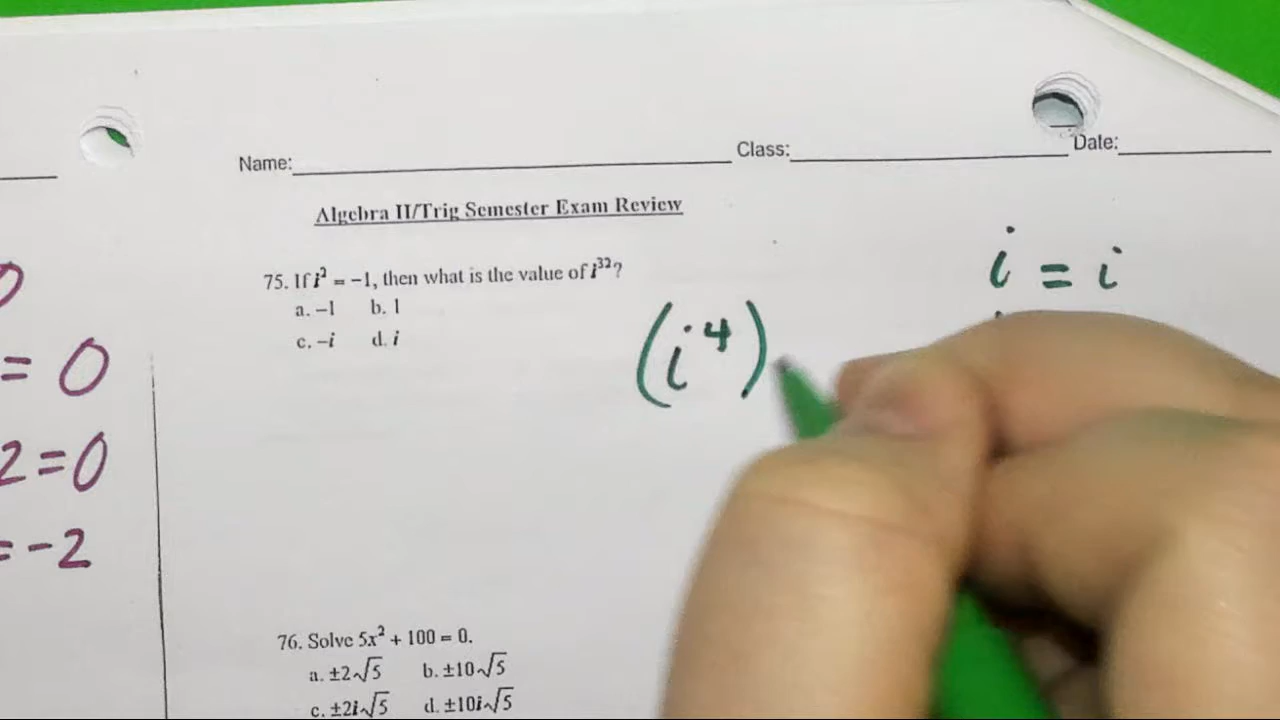 Name: Class: Date:
Algebra II/Trig Semester Exam Review
75. If i² = −1, then what is the value of i³²?
a. −1 b. 1
c. −i d. i
(i⁴)
i = i
= 0
2=0
= -2
76. Solve 5x² + 100 = 0.
a. ±2√5 b. ±10√5
c. ±2i√5 d. ±10i√5